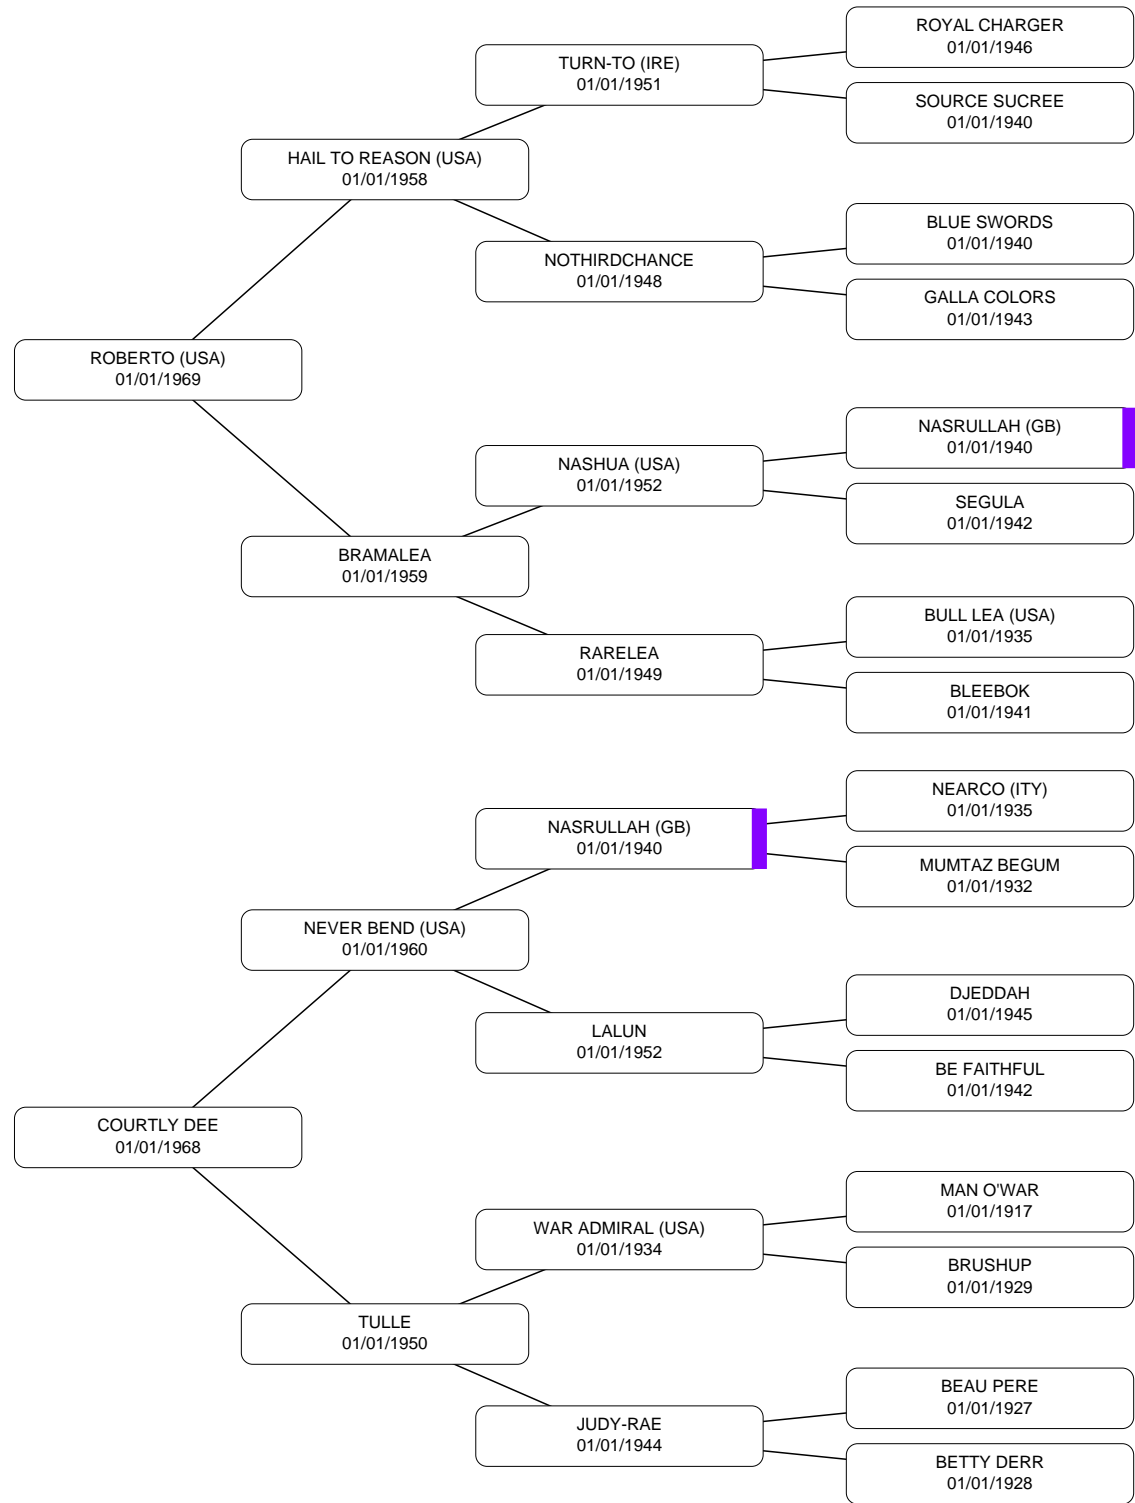 ROYAL CHARGER
01/01/1946
TURN-TO (IRE)
01/01/1951
SOURCE SUCREE
01/01/1940
HAIL TO REASON (USA)
01/01/1958
BLUE SWORDS
01/01/1940
NOTHIRDCHANCE
01/01/1948
GALLA COLORS
01/01/1943
ROBERTO (USA)
01/01/1969
NASRULLAH (GB)
01/01/1940
NASHUA (USA)
01/01/1952
SEGULA
01/01/1942
BRAMALEA
01/01/1959
BULL LEA (USA)
01/01/1935
RARELEA
01/01/1949
BLEEBOK
01/01/1941
NEARCO (ITY)
01/01/1935
NASRULLAH (GB)
01/01/1940
MUMTAZ BEGUM
01/01/1932
NEVER BEND (USA)
01/01/1960
DJEDDAH
01/01/1945
LALUN
01/01/1952
BE FAITHFUL
01/01/1942
COURTLY DEE
01/01/1968
MAN O'WAR
01/01/1917
WAR ADMIRAL (USA)
01/01/1934
BRUSHUP
01/01/1929
TULLE
01/01/1950
BEAU PERE
01/01/1927
JUDY-RAE
01/01/1944
BETTY DERR
01/01/1928